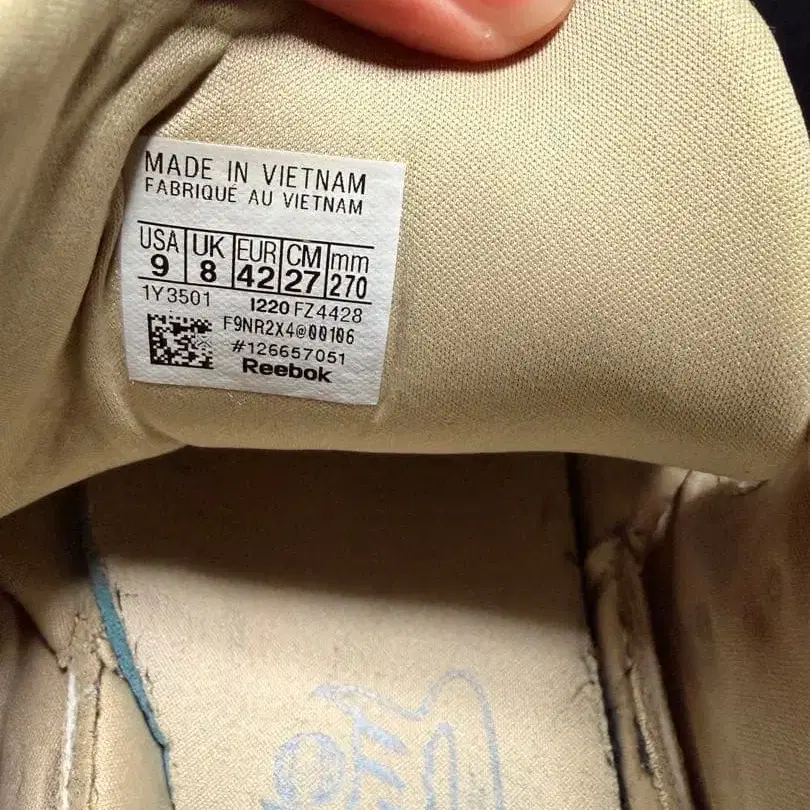 MADE IN VIETNAM
FABRIQUÉ AU VIETNAM
USA UK EUR CM mm
9 8 42 27 270
1Y3501 I220 FZ4428
F9NR2X4@00106
#126657051
Reebok